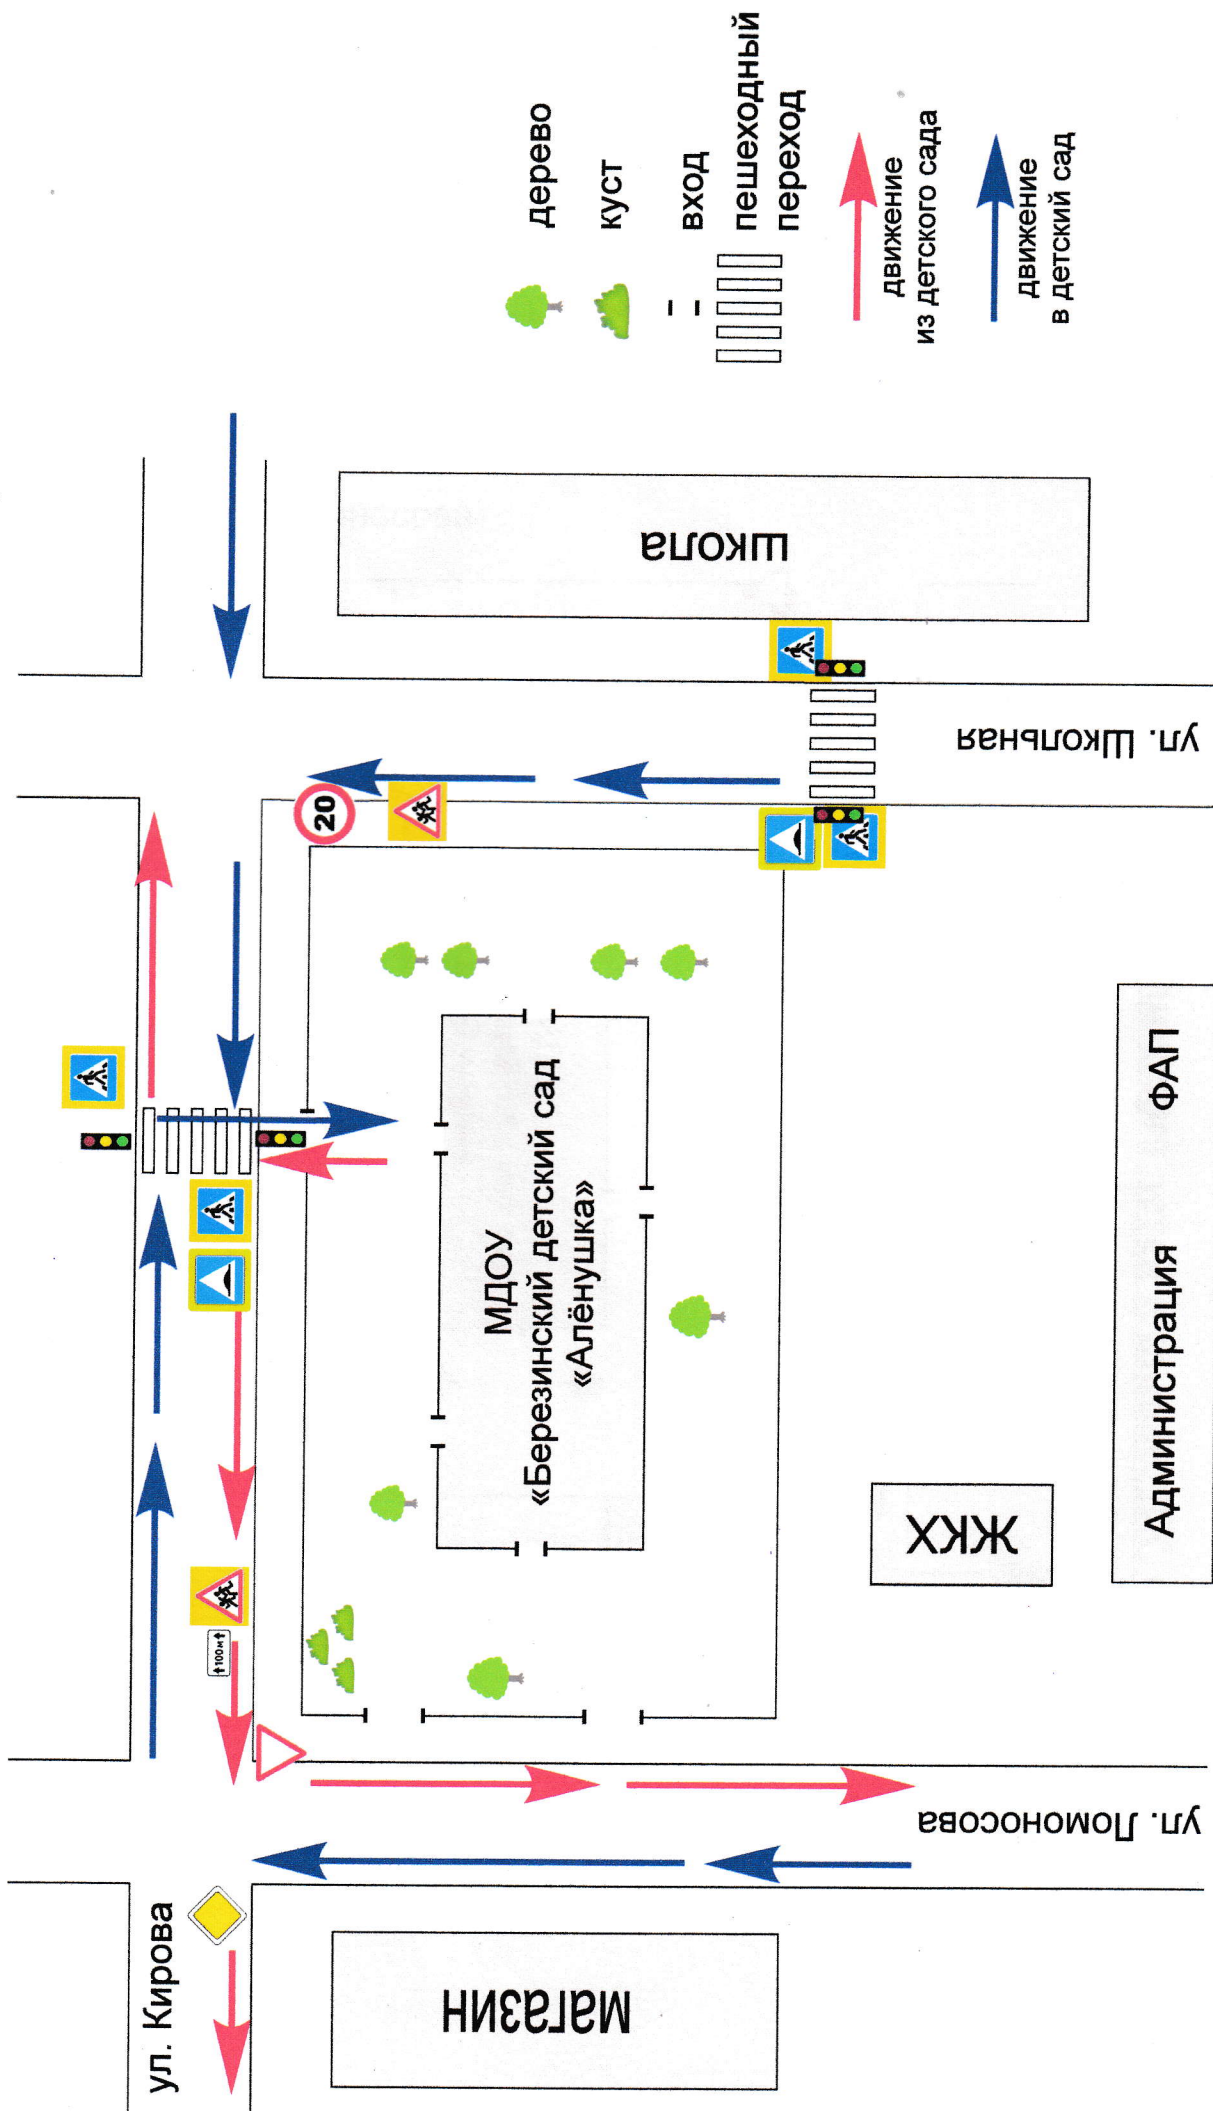 ул. Кирова
100м
20
МДОУ
«Березинский детский сад
«Алёнушка»
магазин
ул. Ломоносова
ЖКХ
Администрация
ФАП
ул. Школьная
школа
дерево
куст
вход
пешеходный
переход
движение
из детского сада
движение
в детский сад